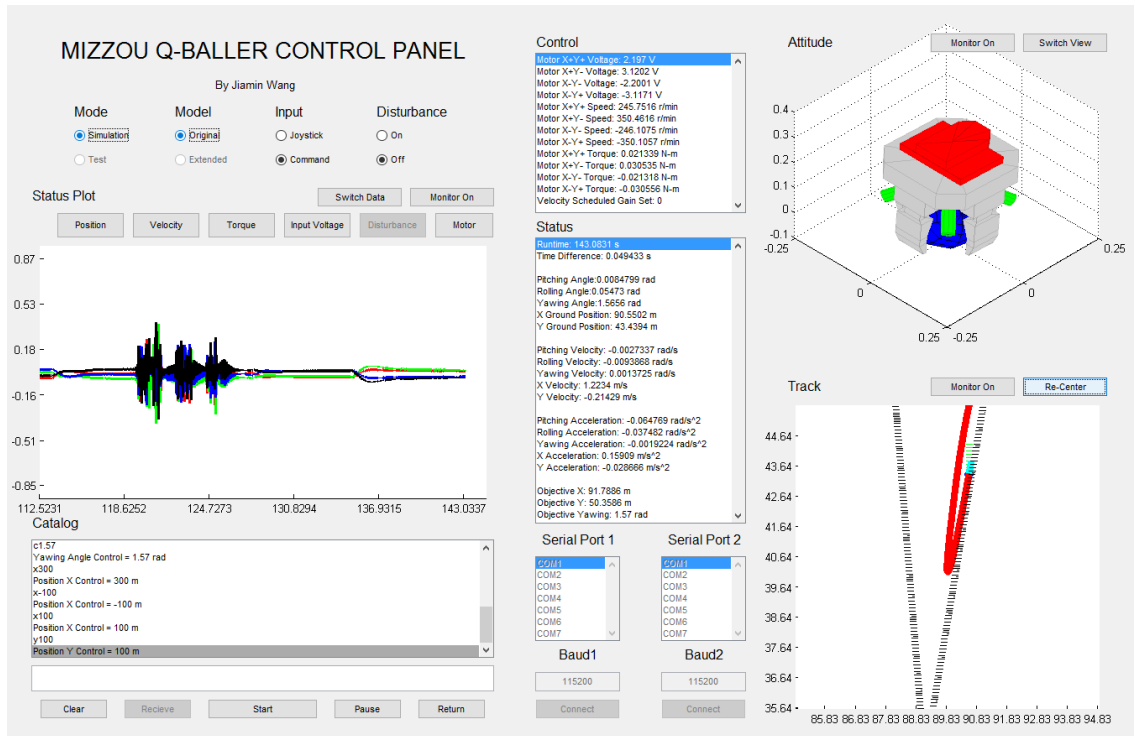 MIZZOU Q-BALLER CONTROL PANEL
By Jiamin Wang
Mode
Model
Input
Disturbance
Simulation
Original
Joystick
On
Test
Extended
Command
Off
Status Plot
Switch Data
Monitor On
Position
Velocity
Torque
Input Voltage
Disturbance
Motor
0.87
0.53
0.18
-0.16
-0.51
-0.85
112.5231 118.6252 124.7273 130.8294 136.9315 143.0337
Catalog
c1.57
Yawing Angle Control = 1.57 rad
x300
Position X Control = 300 m
x-100
Position X Control = -100 m
x100
Position X Control = 100 m
y100
Position Y Control = 100 m
Clear
Recieve
Start
Pause
Return
Control
Motor X+Y+ Voltage: 2.197 V
Motor X+Y- Voltage: 3.1202 V
Motor X-Y- Voltage: -2.2001 V
Motor X-Y+ Voltage: -3.1171 V
Motor X+Y+ Speed: 245.7516 r/min
Motor X+Y- Speed: 350.4616 r/min
Motor X-Y- Speed: -246.1075 r/min
Motor X-Y+ Speed: -350.1057 r/min
Motor X+Y+ Torque: 0.021339 N-m
Motor X+Y- Torque: 0.030535 N-m
Motor X-Y- Torque: -0.021318 N-m
Motor X-Y+ Torque: -0.030556 N-m
Velocity Scheduled Gain Set: 0
Status
Runtime: 143.0831 s
Time Difference: 0.049433 s
Pitching Angle:0.0084799 rad
Rolling Angle:0.05473 rad
Yawing Angle:1.5656 rad
X Ground Position: 90.5502 m
Y Ground Position: 43.4394 m
Pitching Velocity: -0.0027337 rad/s
Rolling Velocity: -0.0093868 rad/s
Yawing Velocity: 0.0013725 rad/s
X Velocity: 1.2234 m/s
Y Velocity: -0.21429 m/s
Pitching Acceleration: -0.064769 rad/s^2
Rolling Acceleration: -0.037482 rad/s^2
Yawing Acceleration: -0.0019224 rad/s^2
X Acceleration: 0.15909 m/s^2
Y Acceleration: -0.028666 m/s^2
Objective X: 91.7886 m
Objective Y: 50.3586 m
Objective Yawing: 1.57 rad
Serial Port 1
COM1
COM2
COM3
COM4
COM5
COM6
COM7
Baud1
115200
Connect
Serial Port 2
COM1
COM2
COM3
COM4
COM5
COM6
COM7
Baud2
115200
Connect
Attitude
Monitor On
Switch View
0.4
0.3
0.2
0.1
0
-0.1
-0.25
0
0.25
-0.25
0
0.25
Track
Monitor On
Re-Center
44.64
43.64
42.64
41.64
40.64
39.64
38.64
37.64
36.64
35.64
85.83 86.83 87.83 88.83 89.83 90.83 91.83 92.83 93.83 94.83